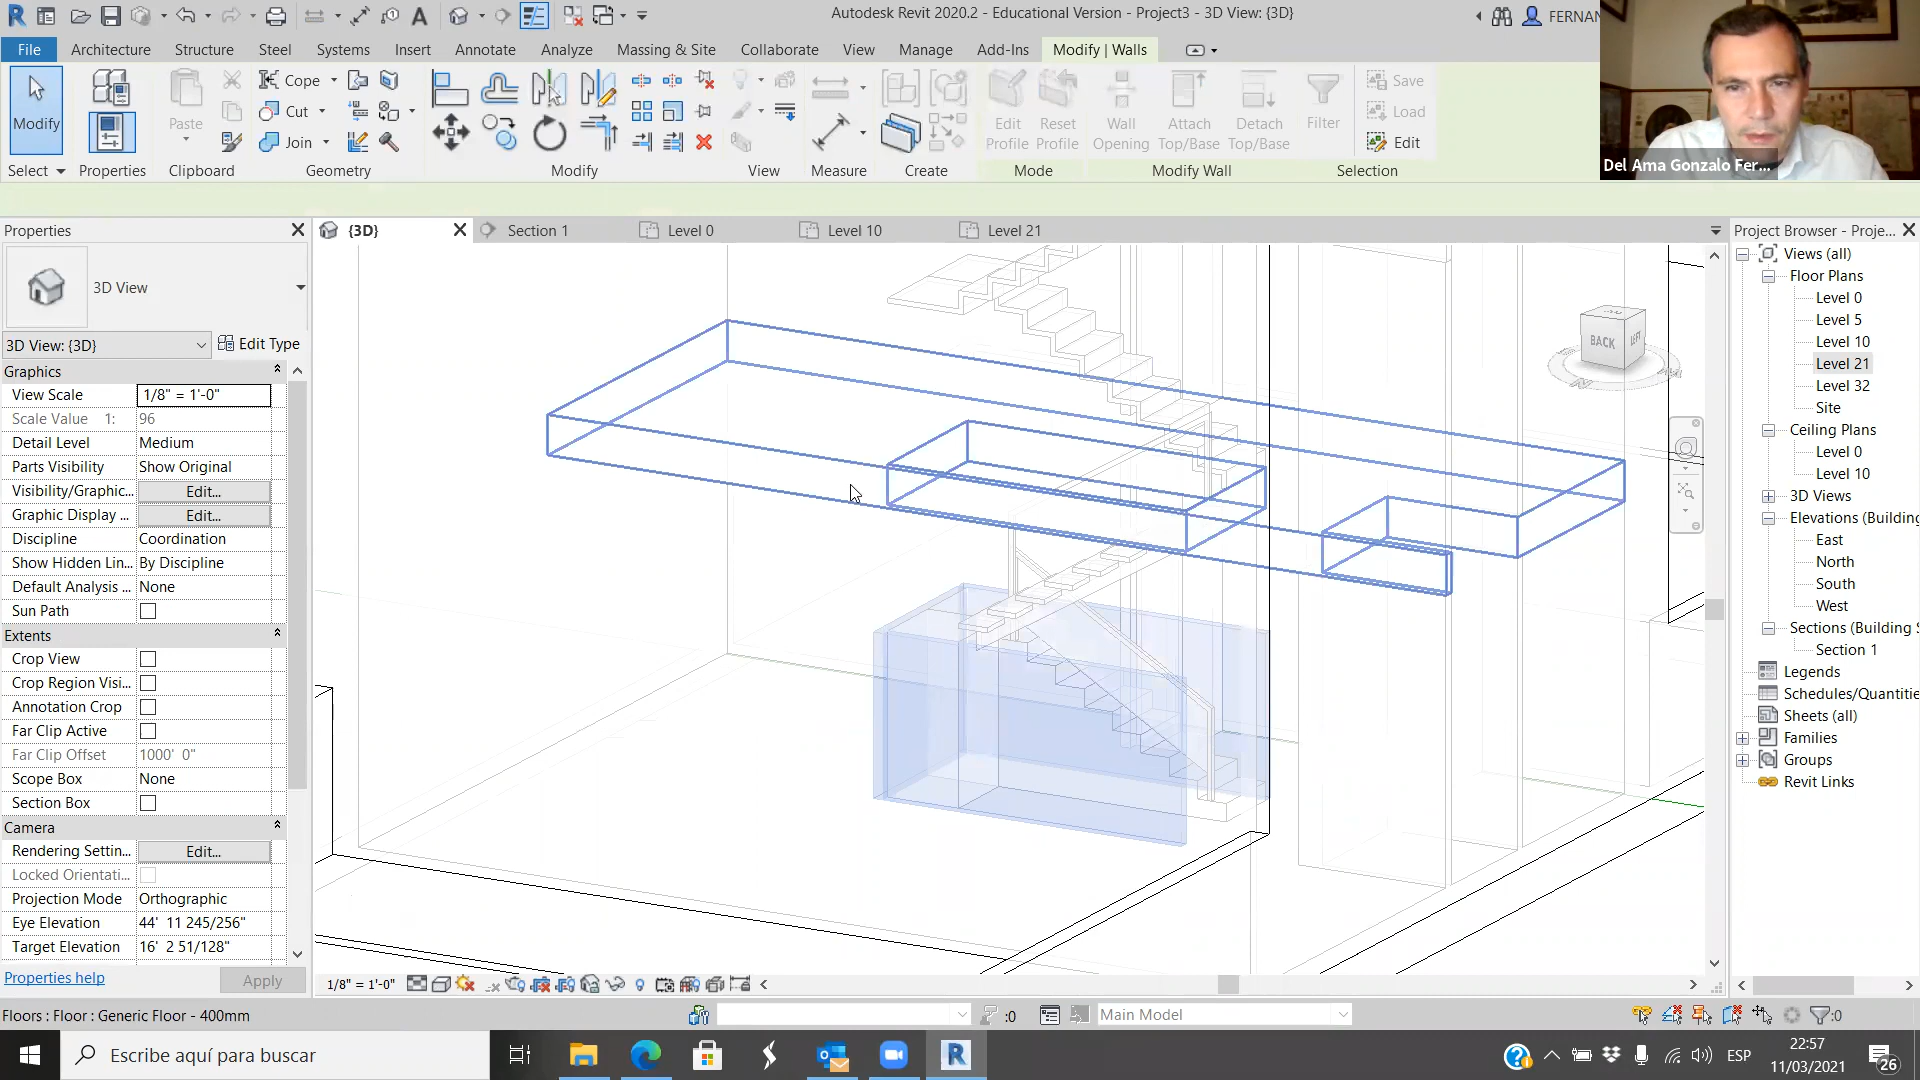 Autodesk Revit 2020.2 - Educational Version - Project3 - 3D View: {3D}
FERNAN
File
Architecture
Structure
Steel
Systems
Insert
Annotate
Analyze
Massing & Site
Collaborate
View
Manage
Add-Ins
Modify | Walls
Modify
Paste
Cope
Cut
Join
Edit Profile
Reset Profile
Wall Opening
Attach Top/Base
Detach Top/Base
Filter
Save
Load
Edit
Select
Properties
Clipboard
Geometry
Modify
View
Measure
Create
Mode
Modify Wall
Selection
Del Ama Gonzalo Fer...
Properties
3D View
3D View: {3D}
Edit Type
Graphics
View Scale 1/8" = 1'-0"
Scale Value 1: 96
Detail Level Medium
Parts Visibility Show Original
Visibility/Graphic... Edit...
Graphic Display ... Edit...
Discipline Coordination
Show Hidden Lin... By Discipline
Default Analysis ... None
Sun Path
Extents
Crop View
Crop Region Visi...
Annotation Crop
Far Clip Active
Far Clip Offset 1000' 0"
Scope Box None
Section Box
Camera
Rendering Settin... Edit...
Locked Orientati...
Projection Mode Orthographic
Eye Elevation 44' 11 245/256"
Target Elevation 16' 2 51/128"
Properties help
Apply
{3D}
Section 1
Level 0
Level 10
Level 21
BACK
LEFT
Project Browser - Proje...
Views (all)
Floor Plans
Level 0
Level 5
Level 10
Level 21
Level 32
Site
Ceiling Plans
Level 0
Level 10
3D Views
Elevations (Building
East
North
South
West
Sections (Building S
Section 1
Legends
Schedules/Quantitie
Sheets (all)
Families
Groups
Revit Links
1/8" = 1'-0"
Floors : Floor : Generic Floor - 400mm
:0
Main Model
:0
Escribe aquí para buscar
ESP
22:57
11/03/2021
26